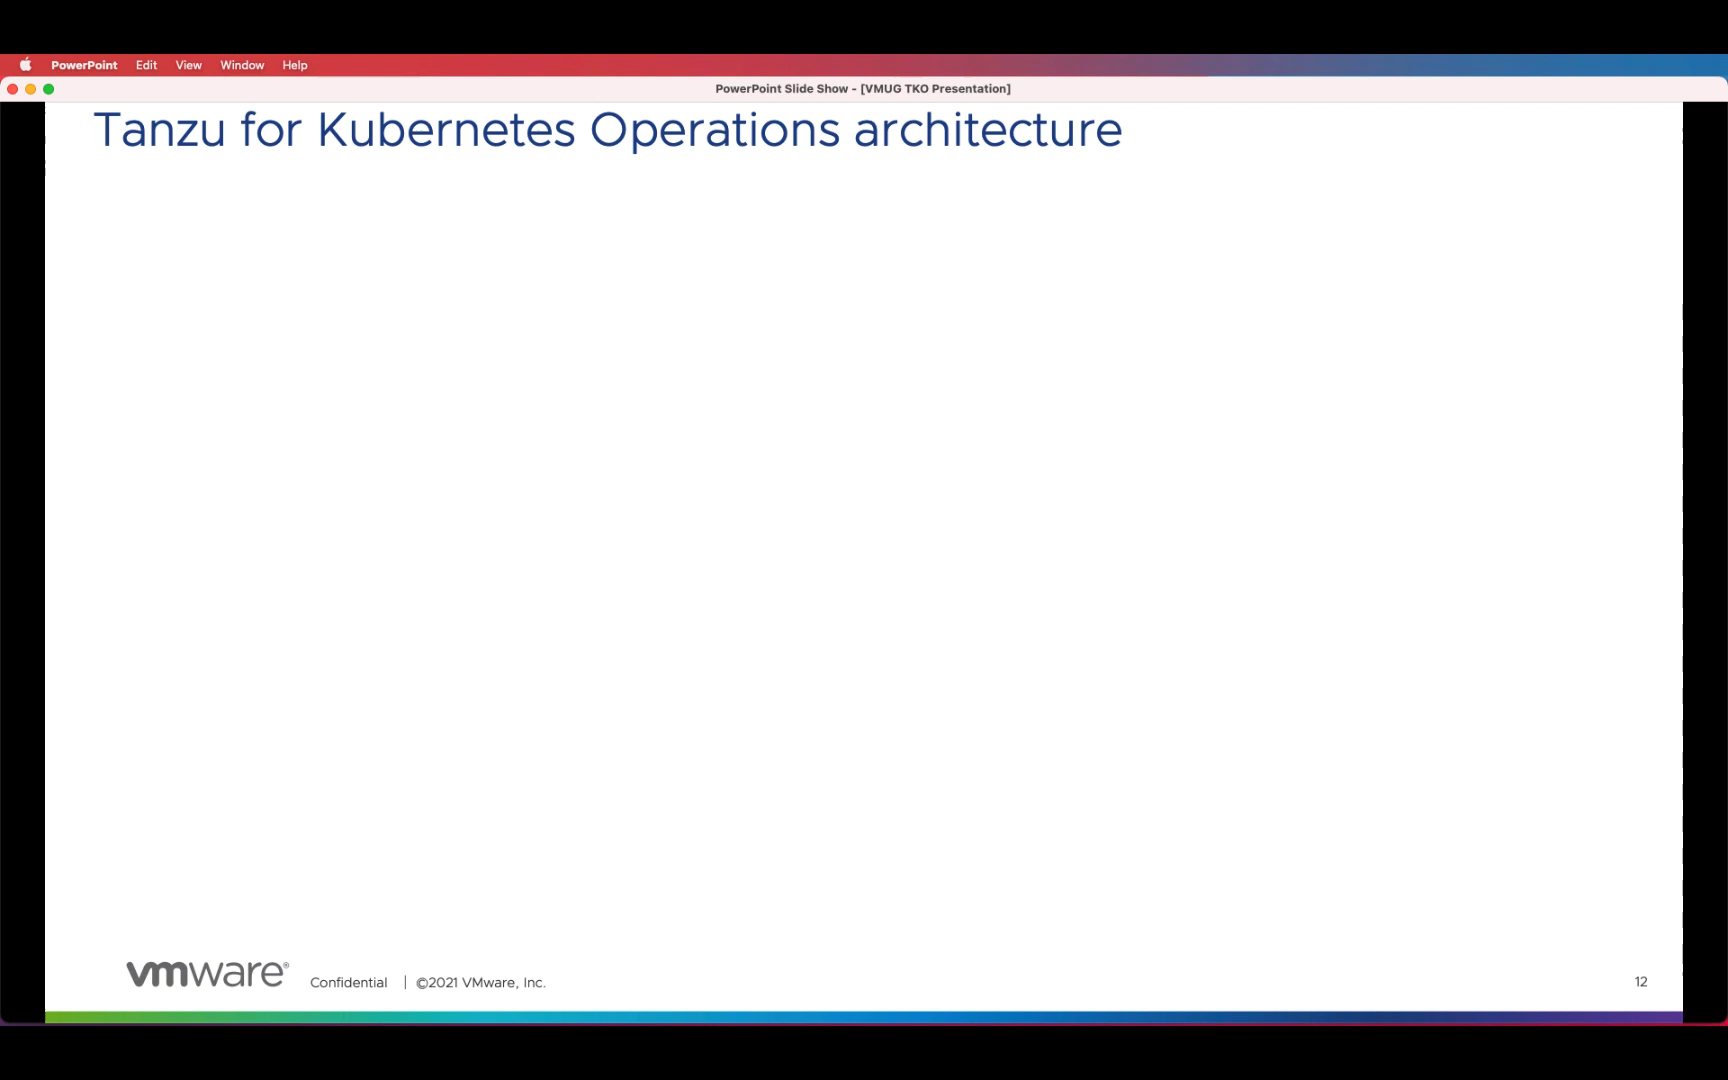 PowerPoint Edit View Window Help
PowerPoint Slide Show - [VMUG TKO Presentation]
Tanzu for Kubernetes Operations architecture
vmware® Confidential | ©2021 VMware, Inc. 12